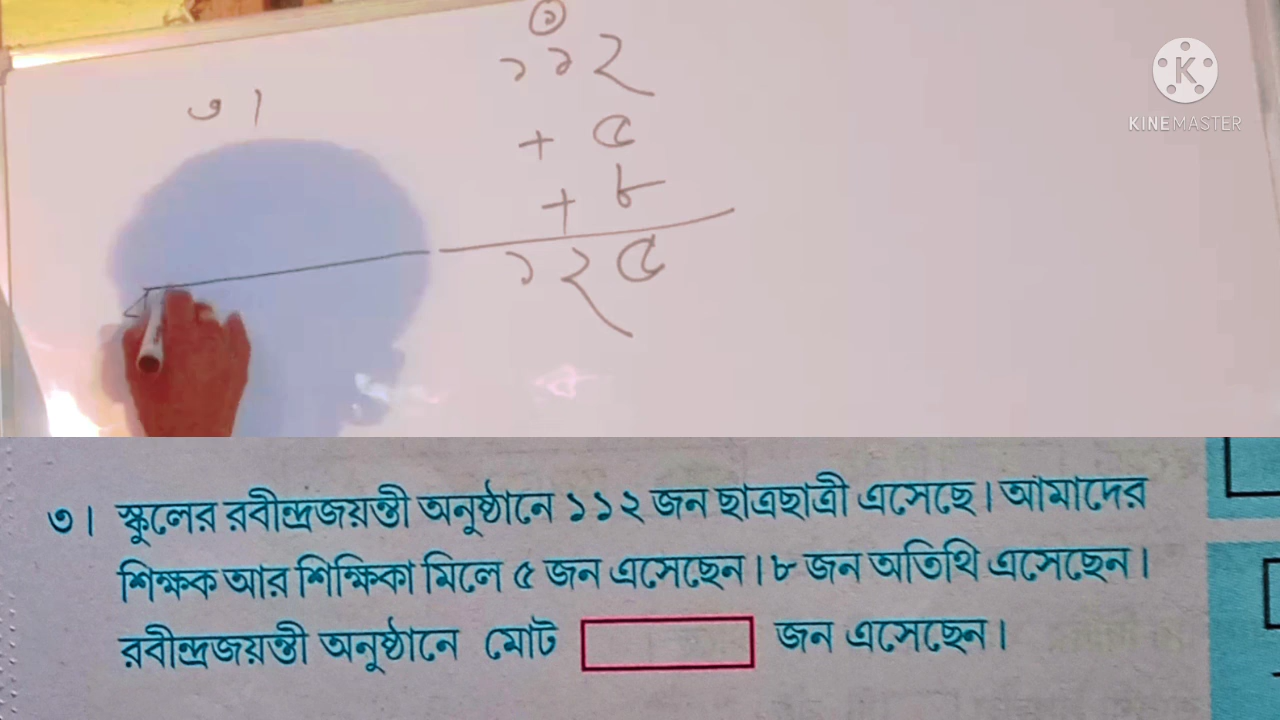 ৩।
১
১১২
+ ৫
+ ৮
১২৫
KINEMASTER
৩। স্কুলের রবীন্দ্রজয়ন্তী অনুষ্ঠানে ১১২ জন ছাত্রছাত্রী এসেছে। আমাদের
শিক্ষক আর শিক্ষিকা মিলে ৫ জন এসেছেন। ৮ জন অতিথি এসেছেন।
রবীন্দ্রজয়ন্তী অনুষ্ঠানে মোট জন এসেছেন।